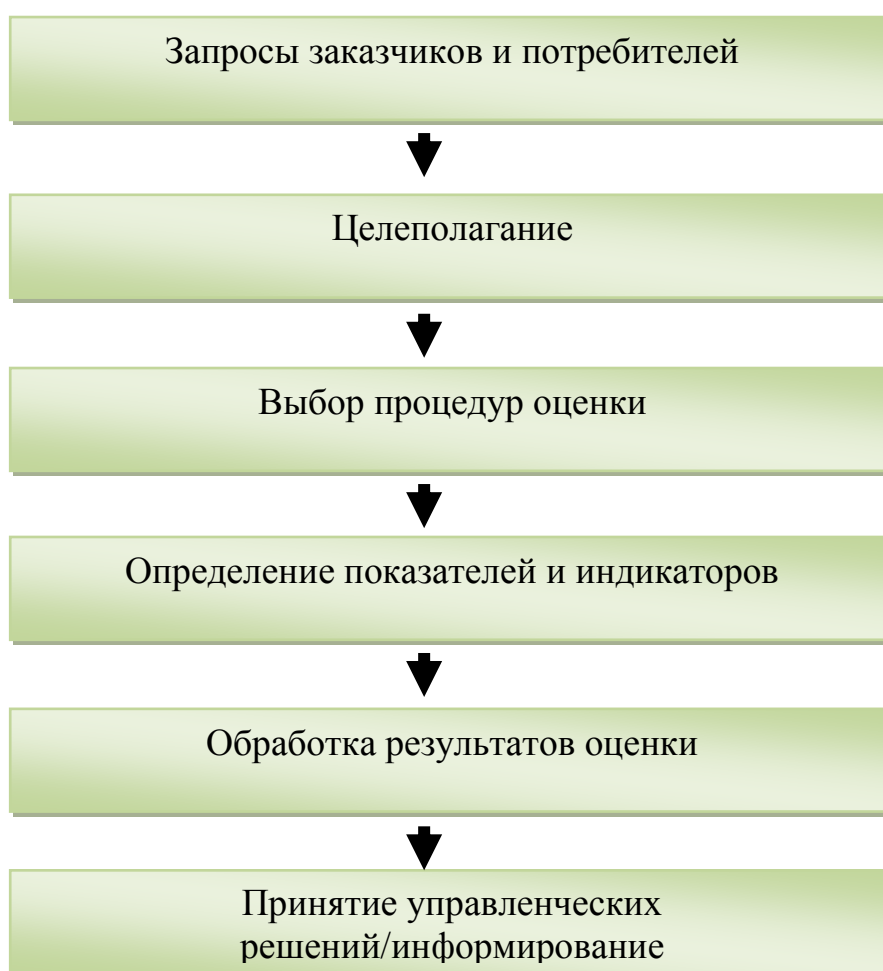 Запросы заказчиков и потребителей
Целеполагание
Выбор процедур оценки
Определение показателей и индикаторов
Обработка результатов оценки
Принятие управленческих
решений/информирование